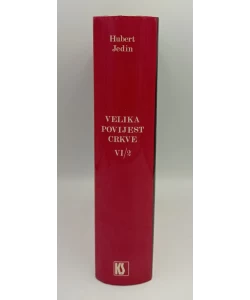 Hubert
Jedin
VELIKA
POVIJEST
CRKVE
VI/2
KS